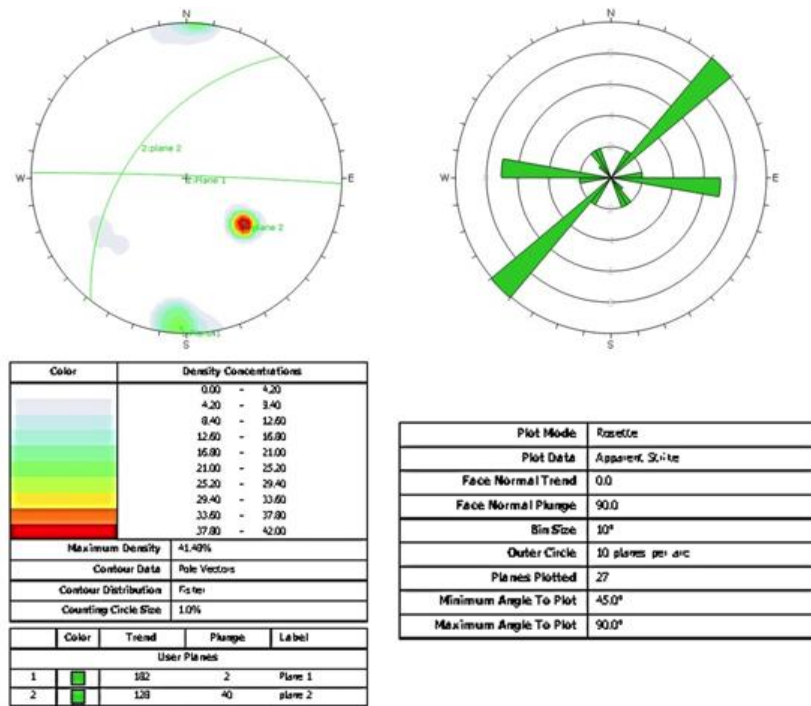 N
W
E
S
2:plane 2
2:Plane 1
plane 2
N
W
E
S
Color Density Concentrations
0.00 - 4.20
4.20 - 8.40
8.40 - 12.60
12.60 - 16.80
16.80 - 21.00
21.00 - 25.20
25.20 - 29.40
29.40 - 33.60
33.60 - 37.80
37.80 - 42.00
Maximum Density 41.48%
Contour Data Pole Vectors
Contour Distribution Fisher
Counting Circle Size 1.0%
Color Trend Plunge Label
User Planes
1 182 2 Plane 1
2 128 40 plane 2
Plot Mode Rosette
Plot Data Apparent Strike
Face Normal Trend 0.0
Face Normal Plunge 90.0
Bin Size 10°
Outer Circle 10 planes per arc
Planes Plotted 27
Minimum Angle To Plot 45.0°
Maximum Angle To Plot 90.0°